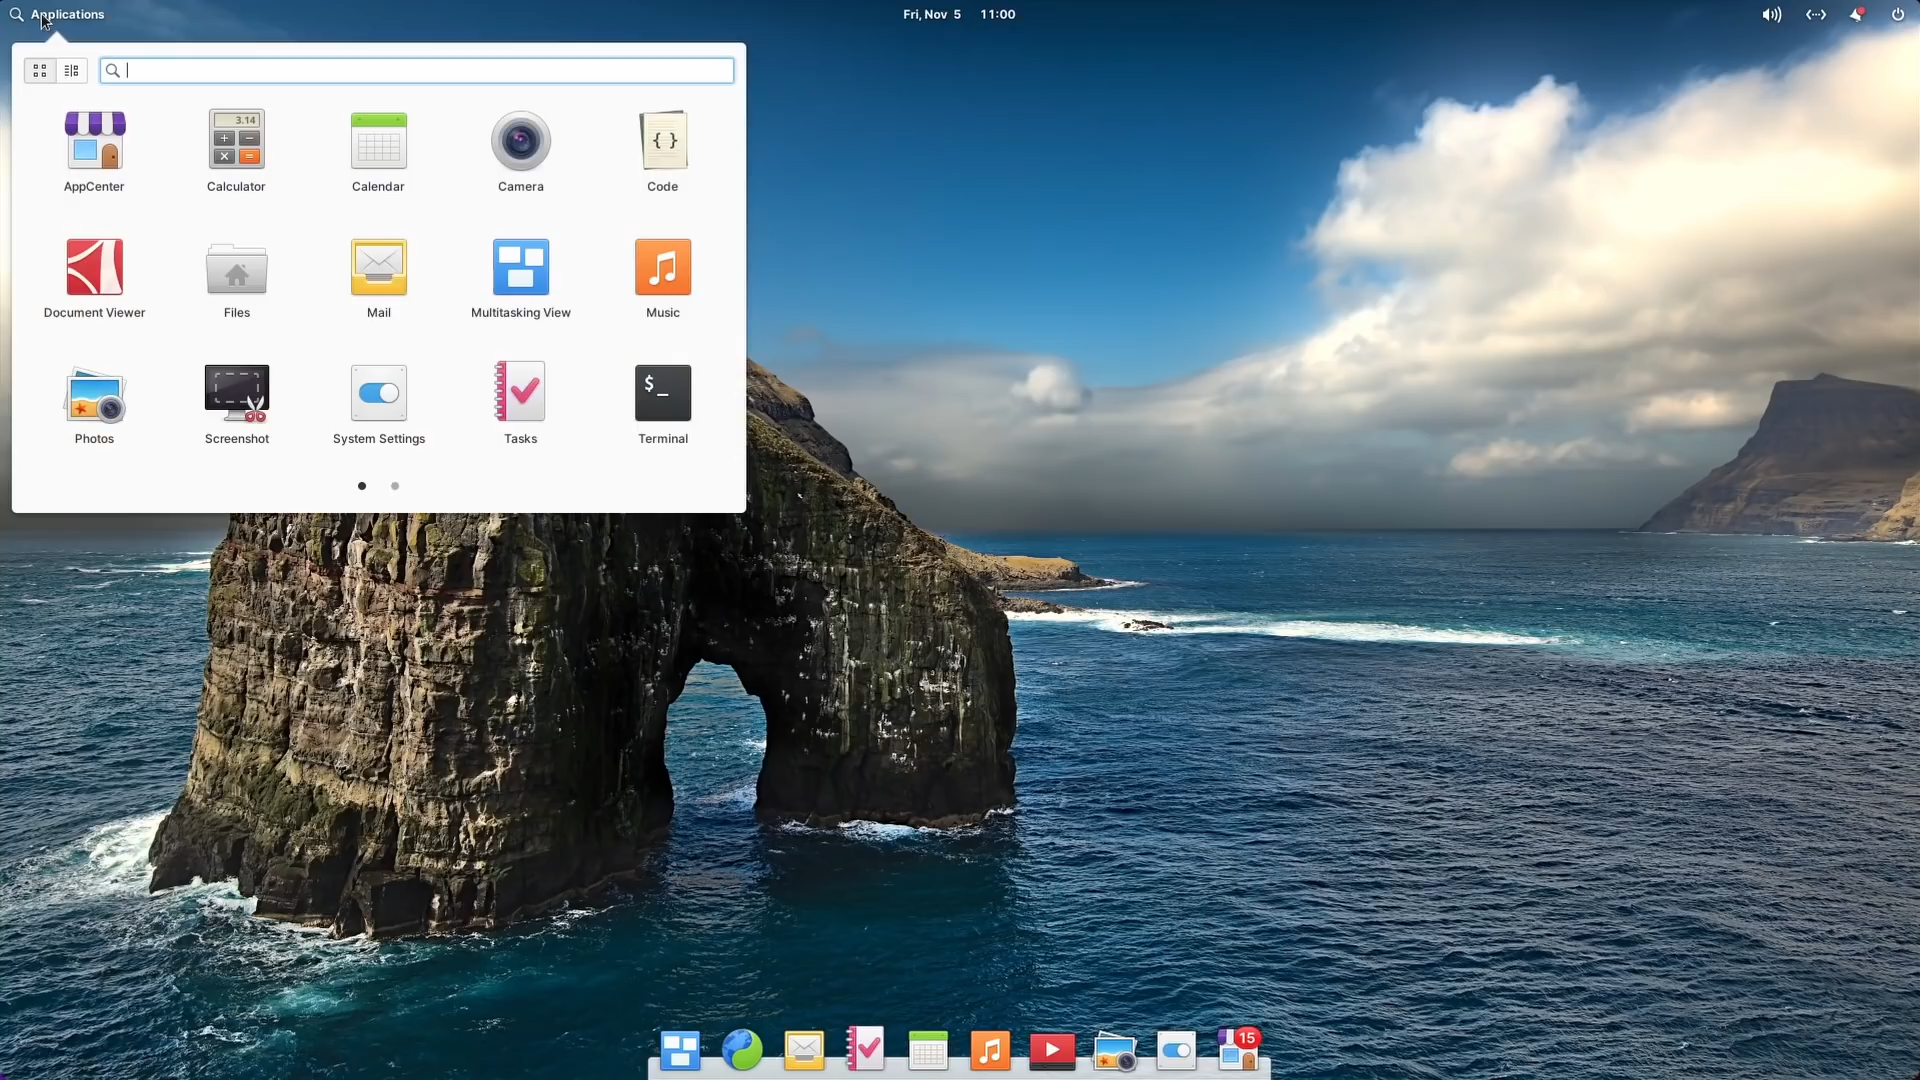 Applications
Fri, Nov 5 11:00
3.14
AppCenter Calculator Calendar Camera Code
Document Viewer Files Mail Multitasking View Music
$_
Photos Screenshot System Settings Tasks Terminal
15